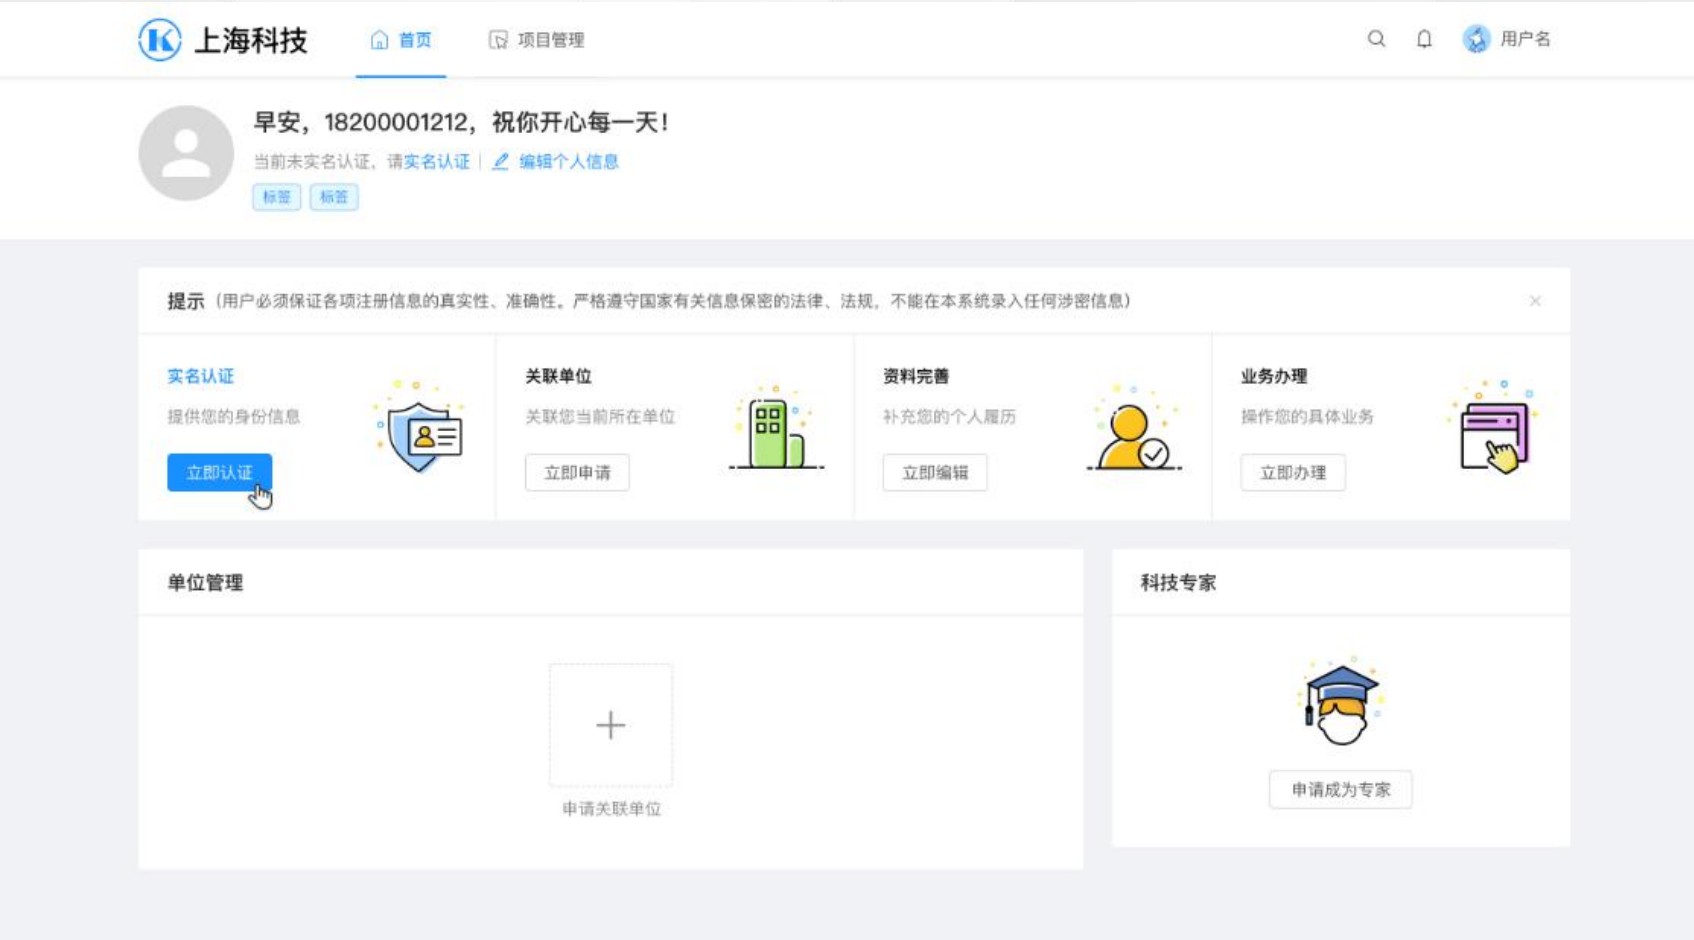 上海科技 首页 项目管理 用户名
早安，18200001212，祝你开心每一天！
当前未实名认证，请实名认证 | 编辑个人信息
标签 标签
提示（用户必须保证各项注册信息的真实性、准确性。严格遵守国家有关信息保密的法律、法规，不能在本系统录入任何涉密信息）
实名认证
提供您的身份信息
立即认证
关联单位
关联您当前所在单位
立即申请
资料完善
补充您的个人履历
立即编辑
业务办理
操作您的具体业务
立即办理
单位管理
申请关联单位
科技专家
申请成为专家